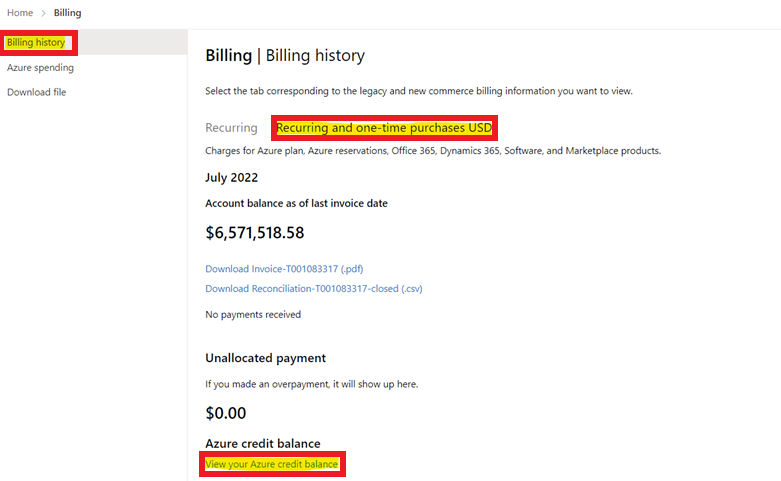 Home > Billing
Billing history
Azure spending
Download file
Billing | Billing history
Select the tab corresponding to the legacy and new commerce billing information you want to view.
Recurring Recurring and one-time purchases USD
Charges for Azure plan, Azure reservations, Office 365, Dynamics 365, Software, and Marketplace products.
July 2022
Account balance as of last invoice date
$6,571,518.58
Download Invoice-T001083317 (.pdf)
Download Reconciliation-T001083317-closed (.csv)
No payments received
Unallocated payment
If you made an overpayment, it will show up here.
$0.00
Azure credit balance
View your Azure credit balance